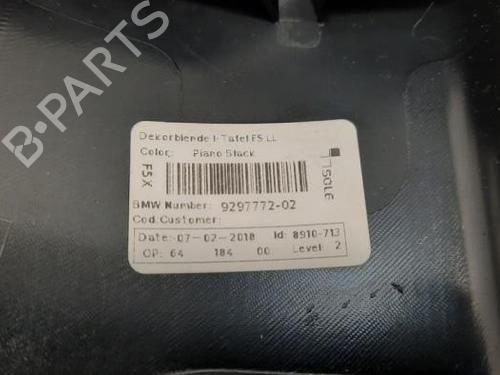 Dekorblende I-Tafel FS LL
Color: Piano Black
F5X
ITSOLE
BMW Number: 9297772-02
Cod.Customer:
Date: 07-02-2018 Id: 8910-713
OP: 64 184 00 Level: 2
B-PARTS